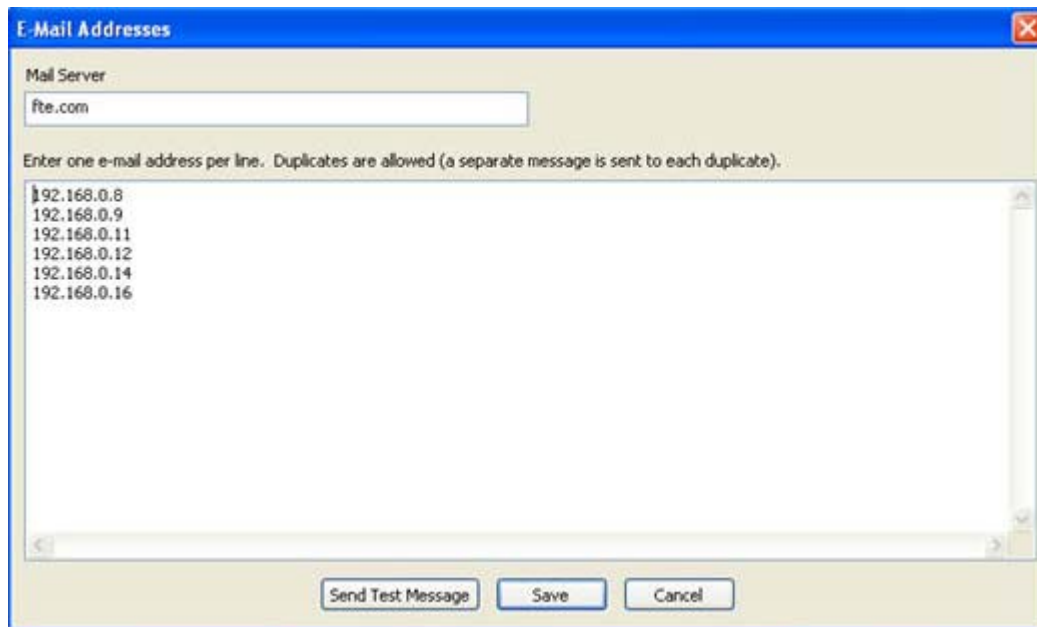 E-Mail Addresses
Mail Server
fte.com
Enter one e-mail address per line.  Duplicates are allowed (a separate message is sent to each duplicate).
192.168.0.8
192.168.0.9
192.168.0.11
192.168.0.12
192.168.0.14
192.168.0.16
Send Test Message Save Cancel